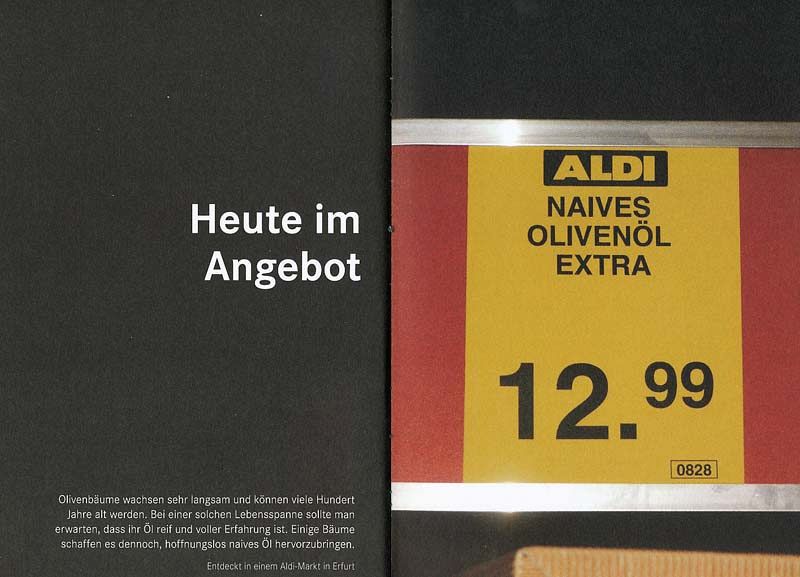 Heute im
Angebot
Olivenbäume wachsen sehr langsam und können viele Hundert
Jahre alt werden. Bei einer solchen Lebensspanne sollte man
erwarten, dass ihr Öl reif und voller Erfahrung ist. Einige Bäume
schaffen es dennoch, hoffnungslos naives Öl hervorzubringen.
Entdeckt in einem Aldi-Markt in Erfurt
ALDI
NAIVES
OLIVENÖL
EXTRA
12.99
0828